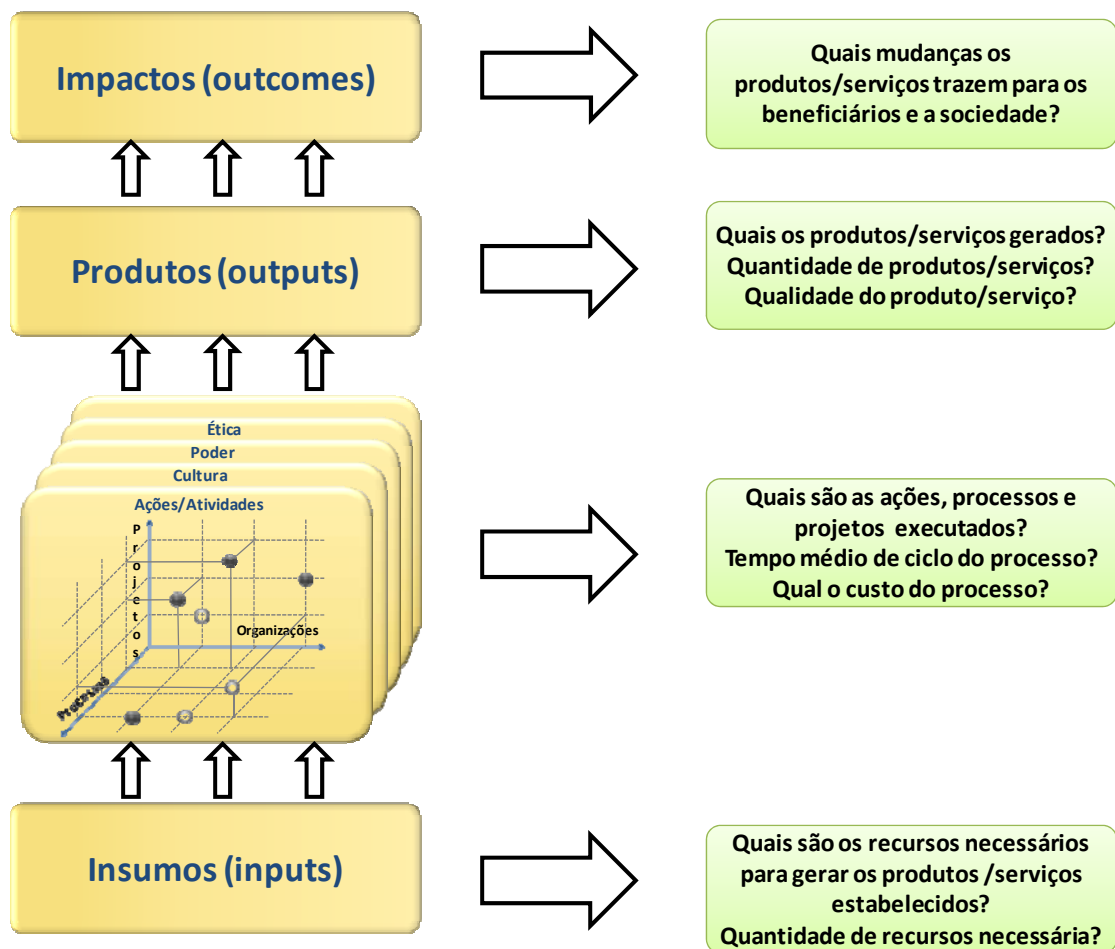 Impactos (outcomes)
Quais mudanças os
produtos/serviços trazem para os
beneficiários e a sociedade?
Produtos (outputs)
Quais os produtos/serviços gerados?
Quantidade de produtos/serviços?
Qualidade do produto/serviço?
Ética
Poder
Cultura
Ações/Atividades
Projetos
Organizações
Quais são as ações, processos e
projetos executados?
Tempo médio de ciclo do processo?
Qual o custo do processo?
Insumos (inputs)
Quais são os recursos necessários
para gerar os produtos /serviços
estabelecidos?
Quantidade de recursos necessária?